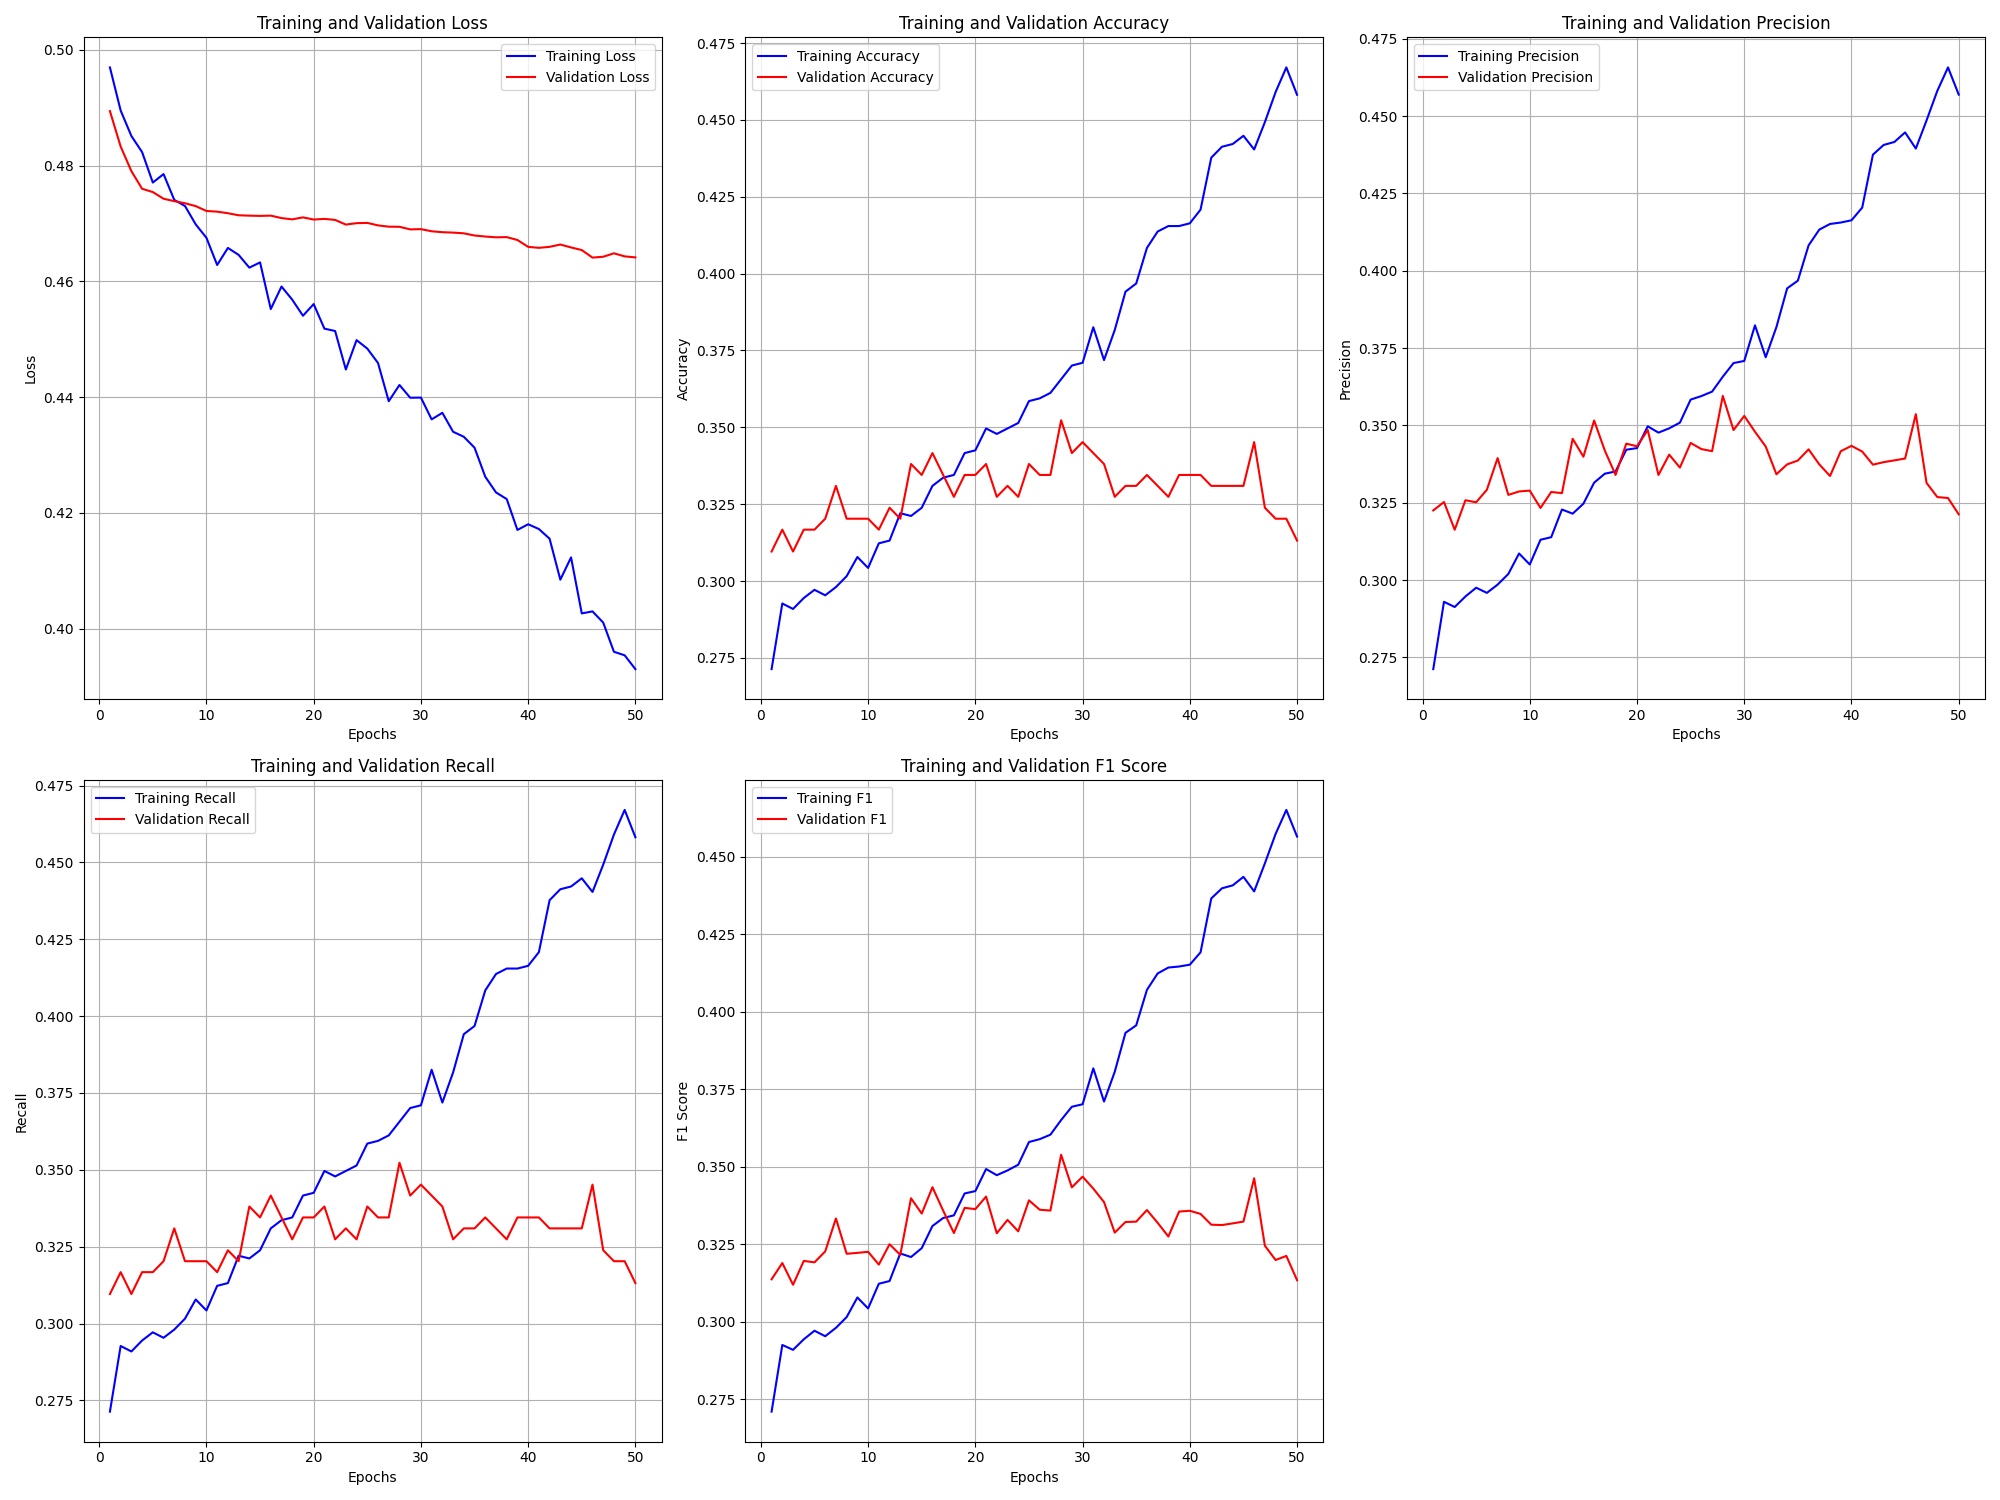 Training and Validation Loss
Training Loss
Validation Loss
0.50
0.48
0.46
0.44
0.42
0.40
Loss
0 10 20 30 40 50
Epochs
Training and Validation Accuracy
Training Accuracy
Validation Accuracy
0.475
0.450
0.425
0.400
0.375
0.350
0.325
0.300
0.275
Accuracy
0 10 20 30 40 50
Epochs
Training and Validation Precision
Training Precision
Validation Precision
0.475
0.450
0.425
0.400
0.375
0.350
0.325
0.300
0.275
Precision
0 10 20 30 40 50
Epochs
Training and Validation Recall
Training Recall
Validation Recall
0.475
0.450
0.425
0.400
0.375
0.350
0.325
0.300
0.275
Recall
0 10 20 30 40 50
Epochs
Training and Validation F1 Score
Training F1
Validation F1
0.450
0.425
0.400
0.375
0.350
0.325
0.300
0.275
F1 Score
0 10 20 30 40 50
Epochs